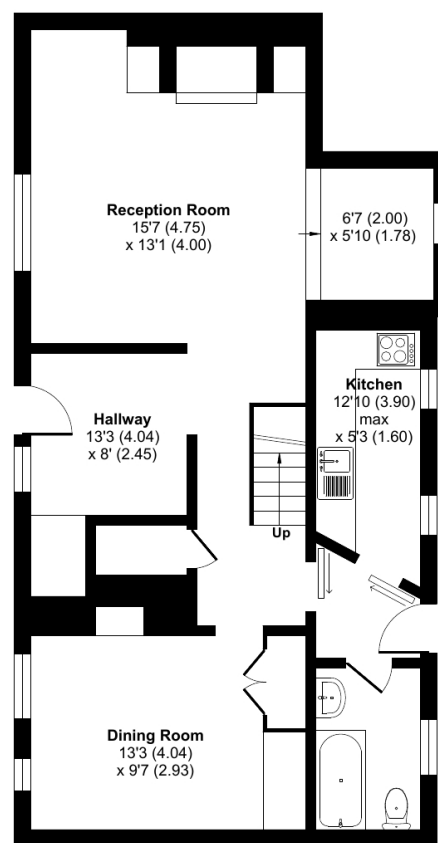 Reception Room
15'7 (4.75)
x 13'1 (4.00)
6'7 (2.00)
x 5'10 (1.78)
Kitchen
12'10 (3.90)
max
x 5'3 (1.60)
Hallway
13'3 (4.04)
x 8' (2.45)
Up
Dining Room
13'3 (4.04)
x 9'7 (2.93)